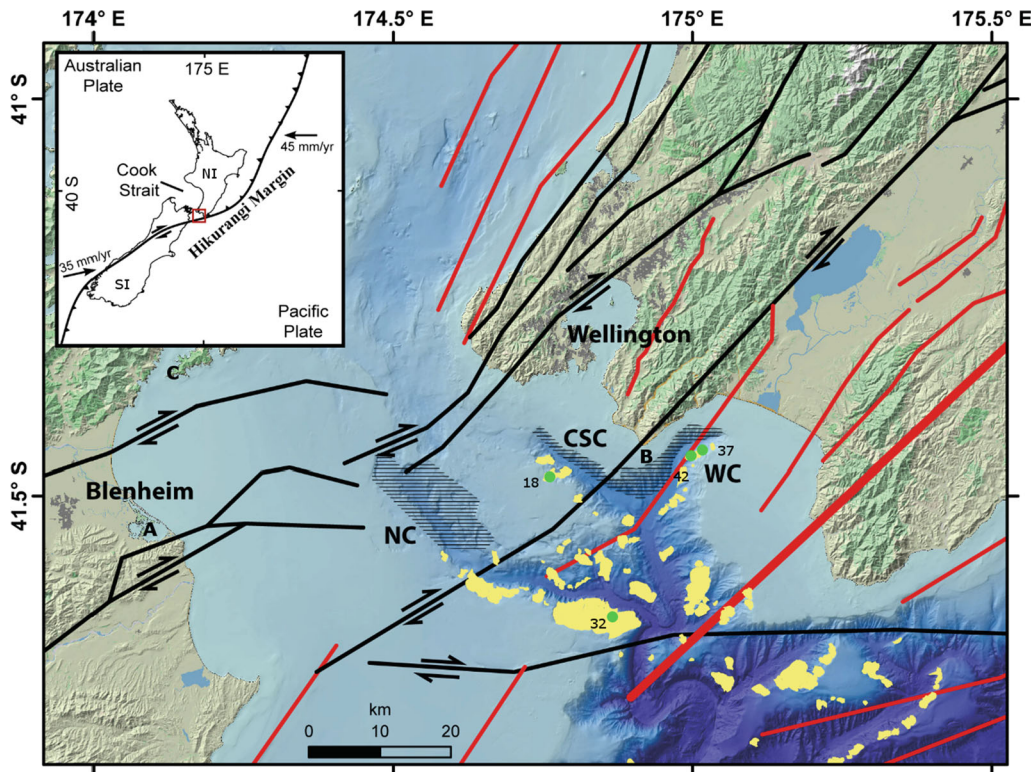 174° E
174.5°
175° E
175.5°
41° S
41.5° S
Australian
Plate
175 E
45 mm/yr
Cook
Strait
NI
40 S
Hikurangi Margin
35 mm/yr
SI
Pacific
Plate
Wellington
C
CSC
B
37
42
WC
18
Blenheim
A
NC
32
km
0
10
20